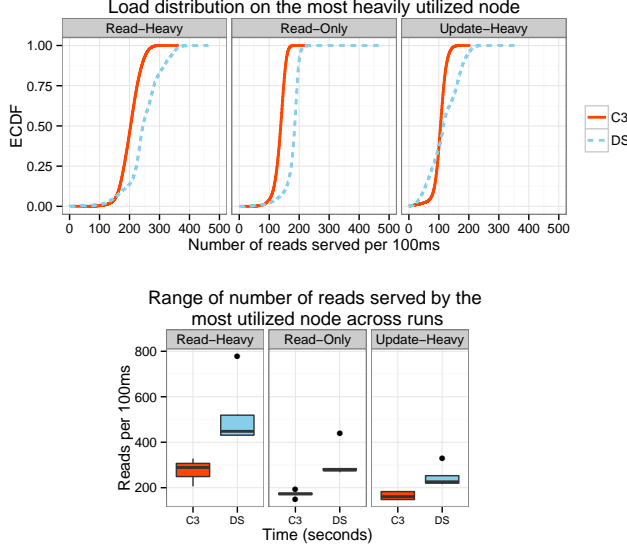 Load distribution on the most heavily utilized node
Read−Heavy Read−Only Update−Heavy
1.00
0.75
0.50
0.25
0.00
ECDF
0 100 200 300 400 500 0 100 200 300 400 500 0 100 200 300 400 500
Number of reads served per 100ms
C3
DS
Range of number of reads served by the
most utilized node across runs
Read−Heavy Read−Only Update−Heavy
800
600
400
200
Reads per 100ms
C3 DS C3 DS C3 DS
Time (seconds)